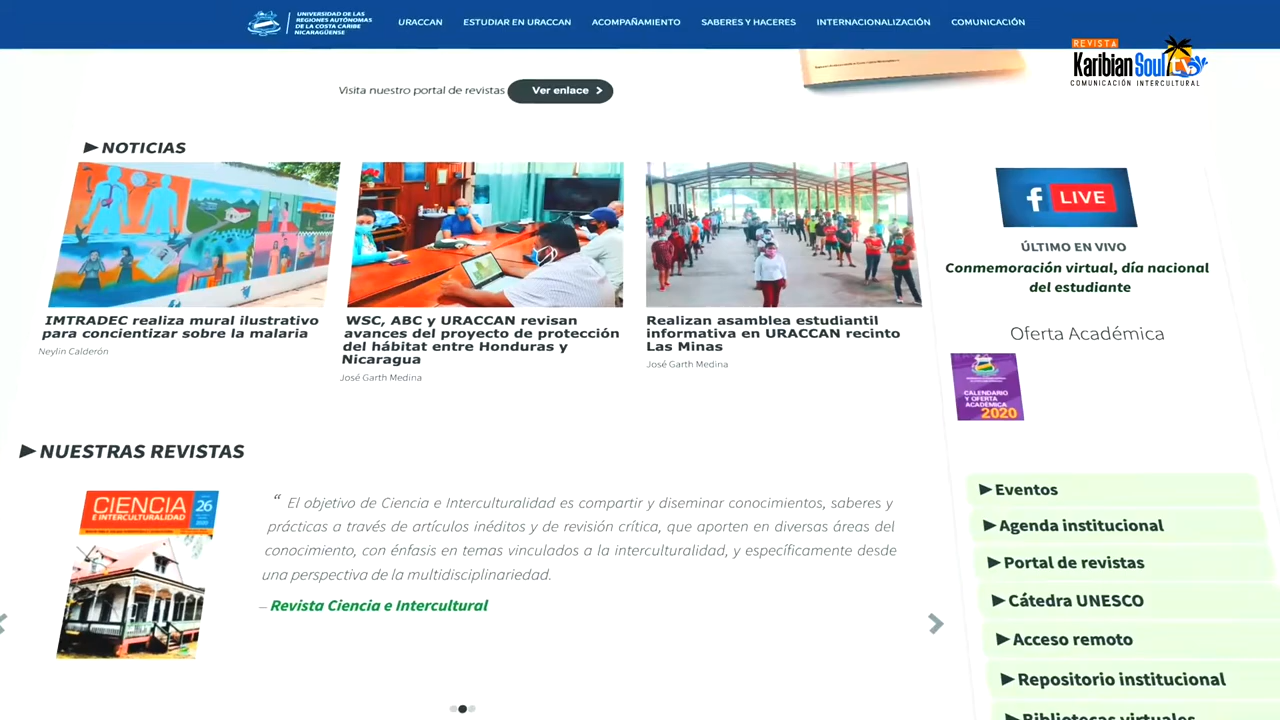 UNIVERSIDAD DE LAS
REGIONES AUTÓNOMAS
DE LA COSTA CARIBE
NICARAGÜENSE
URACCAN
ESTUDIAR EN URACCAN
ACOMPAÑAMIENTO
SABERES Y HACERES
INTERNACIONALIZACIÓN
COMUNICACIÓN
REVISTA
Karibian Soul TV
COMUNICACIÓN INTERCULTURAL
Visita nuestro portal de revistas
Ver enlace
NOTICIAS
IMTRADEC realiza mural ilustrativo
para concientizar sobre la malaria
Neylin Calderón
WSC, ABC y URACCAN revisan
avances del proyecto de protección
del hábitat entre Honduras y
Nicaragua
José Garth Medina
Realizan asamblea estudiantil
informativa en URACCAN recinto
Las Minas
José Garth Medina
f LIVE
ÚLTIMO EN VIVO
Conmemoración virtual, día nacional
del estudiante
Oferta Académica
CALENDARIO
Y OFERTA
ACADÉMICA
2020
NUESTRAS REVISTAS
CIENCIA
E INTERCULTURALIDAD
26
“ El objetivo de Ciencia e Interculturalidad es compartir y diseminar conocimienos, saberes y
prácticas a través de artículos inéditos y de revisión crítica, que aporten en diversas áreas del
conocimiento, con énfasis en temas vinculados a la interculturalidad, y específicamente desde
una perspectiva de la multidisciplinariedad.
– Revista Ciencia e Intercultural
Eventos
Agenda institucional
Portal de revistas
Cátedra UNESCO
Acceso remoto
Repositorio institucional
Bibliotecas virtuales